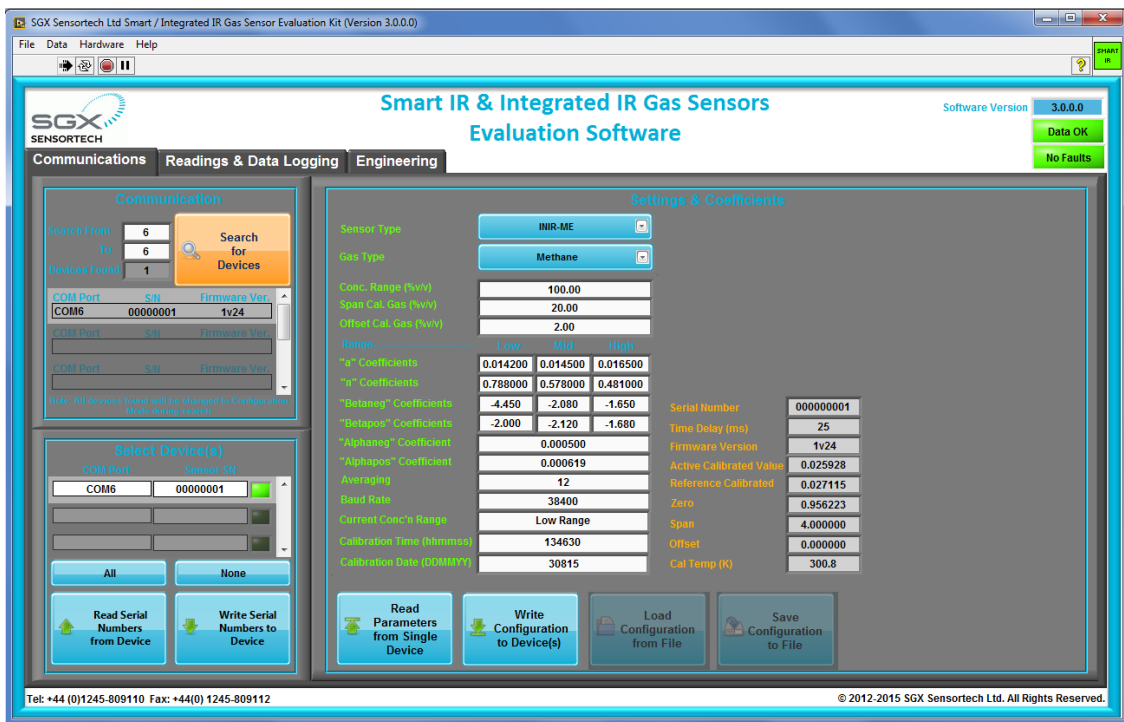 SGX Sensortech Ltd Smart / Integrated IR Gas Sensor Evaluation Kit (Version 3.0.0.0)
File Data Hardware Help
SMART IR
Smart IR & Integrated IR Gas Sensors
Evaluation Software
SGX
SENSORTECH
Software Version 3.0.0.0
Data OK
No Faults
Communications Readings & Data Logging Engineering
Communication
Search From 6
To 6
Devices Found 1
Search for Devices
COM Port S/N Firmware Ver.
COM6 00000001 1v24
COM Port S/N Firmware Ver.
COM Port S/N Firmware Ver.
Note: All devices found will be changed to Configuration
Mode during search
Select Device(s)
COM Port Sensor SN
COM6 00000001
All None
Read Serial Numbers from Device
Write Serial Numbers to Device
Settings & Coefficients
Sensor Type INIR-ME
Gas Type Methane
Conc. Range (%v/v) 100.00
Span Cal. Gas (%v/v) 20.00
Offset Cal. Gas (%v/v) 2.00
Range Low Mid High
"a" Coefficients 0.014200 0.014500 0.016500
"n" Coefficients 0.788000 0.578000 0.481000
"Betaneg" Coefficients -4.450 -2.080 -1.650
"Betapos" Coefficients -2.000 -2.120 -1.680
"Alphaneg" Coefficient 0.000500
"Alphapos" Coefficient 0.000619
Averaging 12
Baud Rate 38400
Current Conc'n Range Low Range
Calibration Time (hhmmss) 134630
Calibration Date (DDMMYY) 30815
Serial Number 000000001
Time Delay (ms) 25
Firmware Version 1v24
Active Calibrated Value 0.025928
Reference Calibrated 0.027115
Zero 0.956223
Span 4.000000
Offset 0.000000
Cal Temp (K) 300.8
Read Parameters from Single Device
Write Configuration to Device(s)
Load Configuration from File
Save Configuration to File
Tel: +44 (0)1245-809110 Fax: +44(0) 1245-809112
© 2012-2015 SGX Sensortech Ltd. All Rights Reserved.